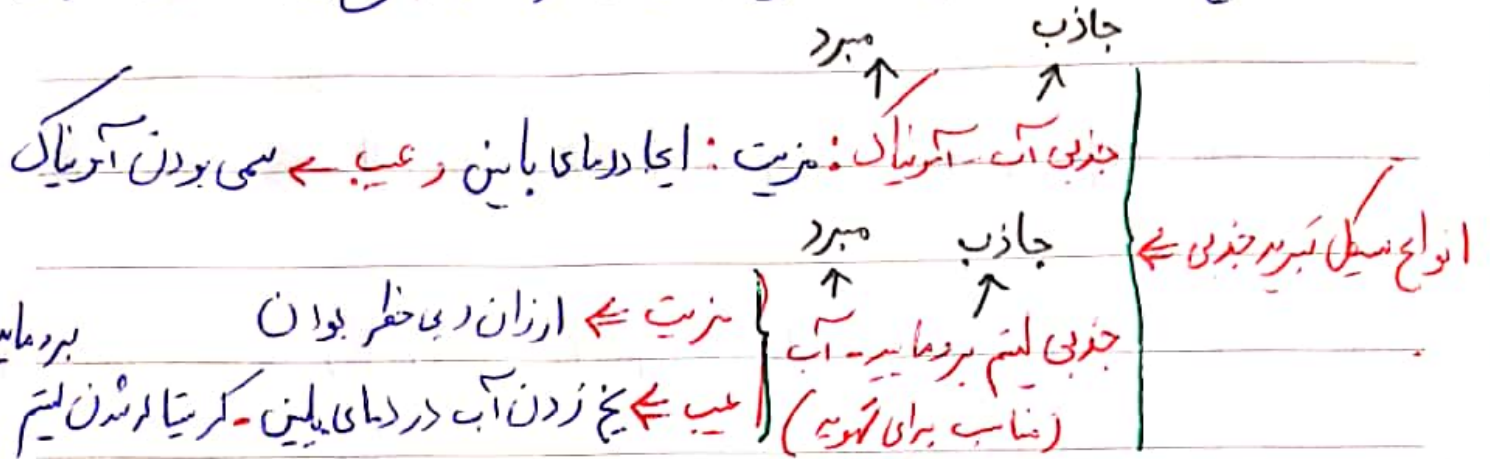 جاذب مبرد
جذبی آب - آمونیاک : مزیت : ایجاد دمای پایین و عیب ← سمی بودن آمونیاک
انواع سیکل تبرید جذبی ⇐
جاذب مبرد
جذبی لیتیم بروماید - آب مزیت ⇐ ارزان و بی خطر بودن
(مناسب برای تهویه) عیب ⇐ یخ زدن آب در دمای پایین - کریستاله شدن لیتیم
بروماید